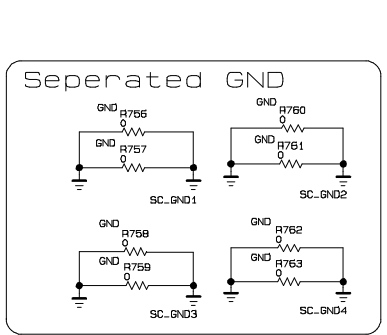 Seperated GND
GND R756
0
GND R757
0
SC_GND1
GND R760
0
GND R761
0
SC_GND2
GND R758
0
GND R759
0
SC_GND3
GND R762
0
GND R763
0
SC_GND4